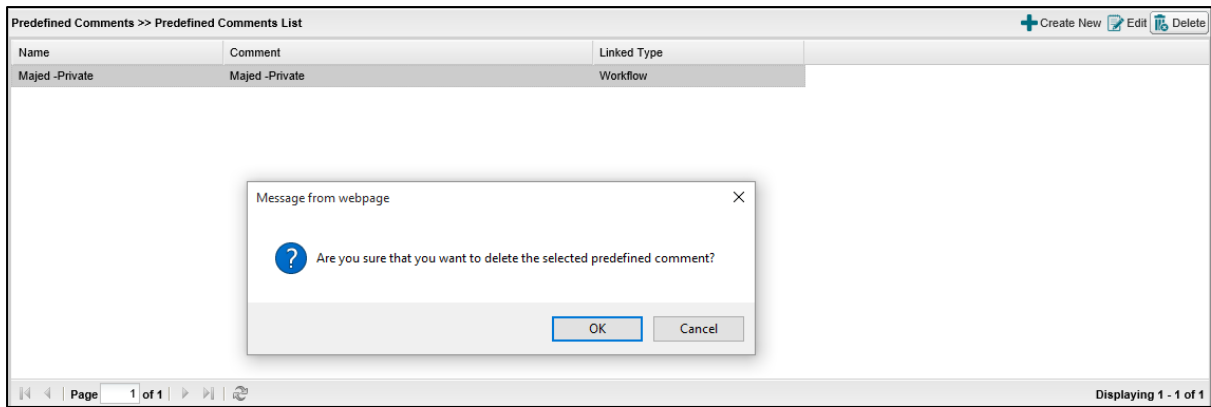 Predefined Comments >> Predefined Comments List Create New Edit Delete
Name Comment Linked Type
Majed -Private Majed -Private Workflow
Message from webpage
Are you sure that you want to delete the selected predefined comment?
OK Cancel
Page 1 of 1 Displaying 1 - 1 of 1